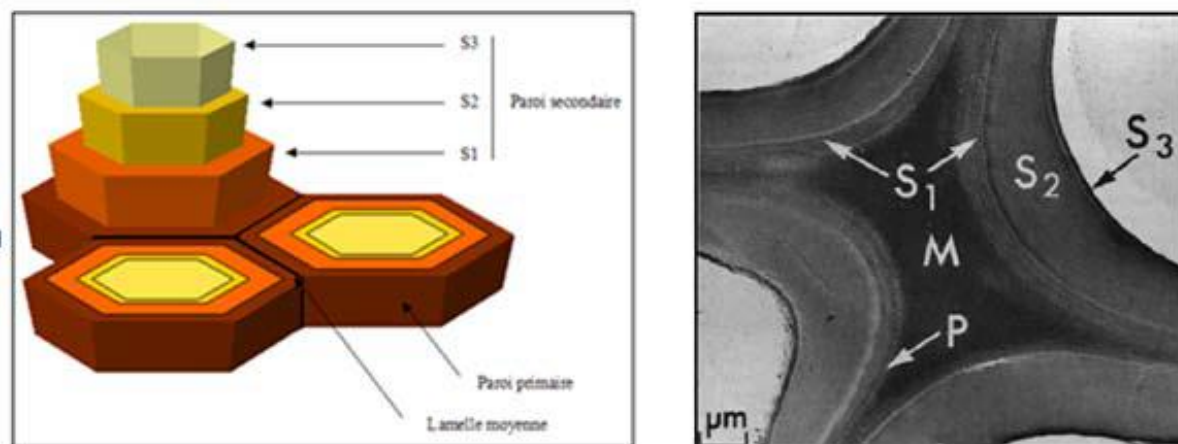 S3
S2
Paroi secondaire
S1
Paroi primaire
Lamelle moyenne
S1
S2
S3
M
P
µm